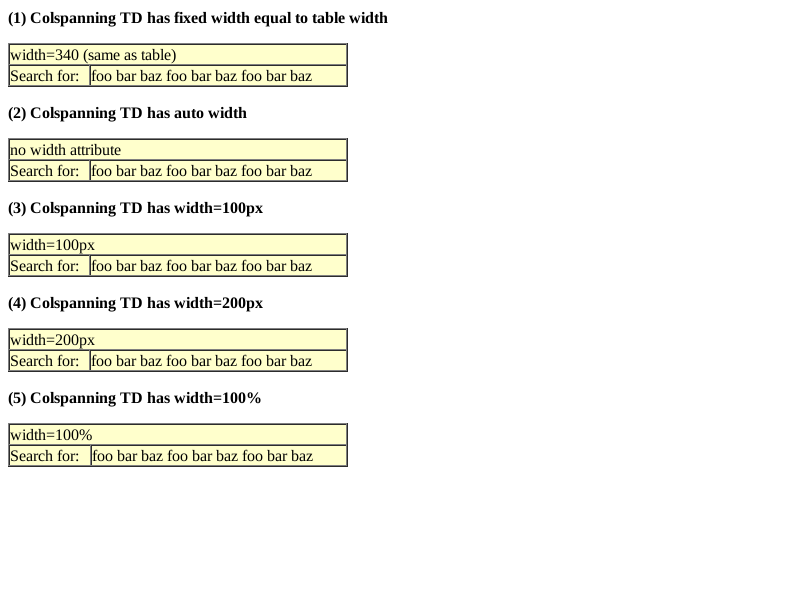 (1) Colspanning TD has fixed width equal to table width
width=340 (same as table)
Search for: foo bar baz foo bar baz foo bar baz
(2) Colspanning TD has auto width
no width attribute
Search for: foo bar baz foo bar baz foo bar baz
(3) Colspanning TD has width=100px
width=100px
Search for: foo bar baz foo bar baz foo bar baz
(4) Colspanning TD has width=200px
width=200px
Search for: foo bar baz foo bar baz foo bar baz
(5) Colspanning TD has width=100%
width=100%
Search for: foo bar baz foo bar baz foo bar baz